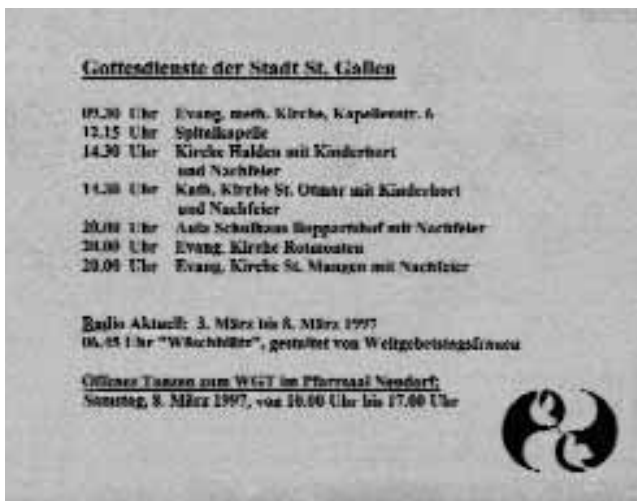 Gottesdienste der Stadt St. Gallen
09.30 Uhr Evang. meth. Kirche, Kapellenstr. 6
12.15 Uhr Spitalkapelle
14.30 Uhr Kirche Halden mit Kinderhort
und Nachfeier
14.30 Uhr Kath. Kirche St. Otmar mit Kinderhort
und Nachfeier
20.00 Uhr Aula Schulhaus Boppartshof mit Nachfeier
20.00 Uhr Evang. Kirche Rotmonten
20.00 Uhr Evang. Kirche St. Mangen mit Nachfeier
Radio Aktuell: 3. März bis 8. März 1997
06.45 Uhr gestaltet von Weltgebetstagsfrauen
Offenes Tanzen zum WGT im Pfarrsaal Neudorf:
Samstag, 8. März 1997, von 10.00 Uhr bis 17.00 Uhr